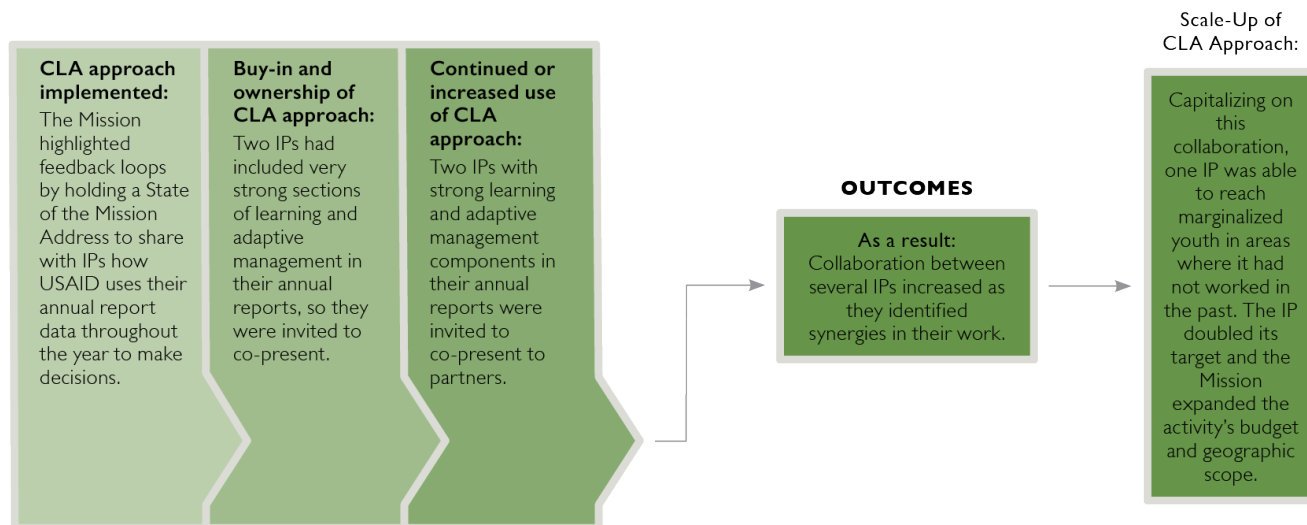 CLA approach
implemented:
The Mission
highlighted
feedback loops
by holding a State
of the Mission
Address to share
with IPs how
USAID uses their
annual report
data throughout
the year to make
decisions.
Buy-in and
ownership of
CLA approach:
Two IPs had
included very
strong sections
of learning and
adaptive
management in
their annual
reports, so they
were invited to
co-present.
Continued or
increased use
of CLA
approach:
Two IPs with
strong learning
and adaptive
management
components in
their annual
reports were
invited to
co-present to
partners.
OUTCOMES
As a result:
Collaboration between
several IPs increased as
they identified
synergies in their work.
Scale-Up of
CLA Approach:
Capitalizing on
this
collaboration,
one IP was able
to reach
marginalized
youth in areas
where it had
not worked in
the past. The IP
doubled its
target and the
Mission
expanded the
activity’s budget
and geographic
scope.